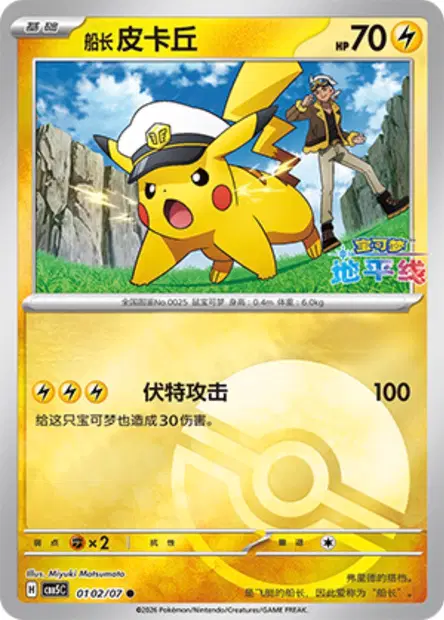 基础
船长 皮卡丘
HP 70
宝可梦
地平线
全国图鉴No.0025 鼠宝可梦 身高：0.4m 体重：6.0kg
伏特攻击 100
给这只宝可梦也造成30伤害。
弱点 ×2 抗性 撤退
Illus. Miyuki Matsumoto
弗里德的搭档。
是飞艇的船长，因此爱称为“船长”。
H 0102/07
©2026 Pokémon/Nintendo/Creatures/GAME FREAK.